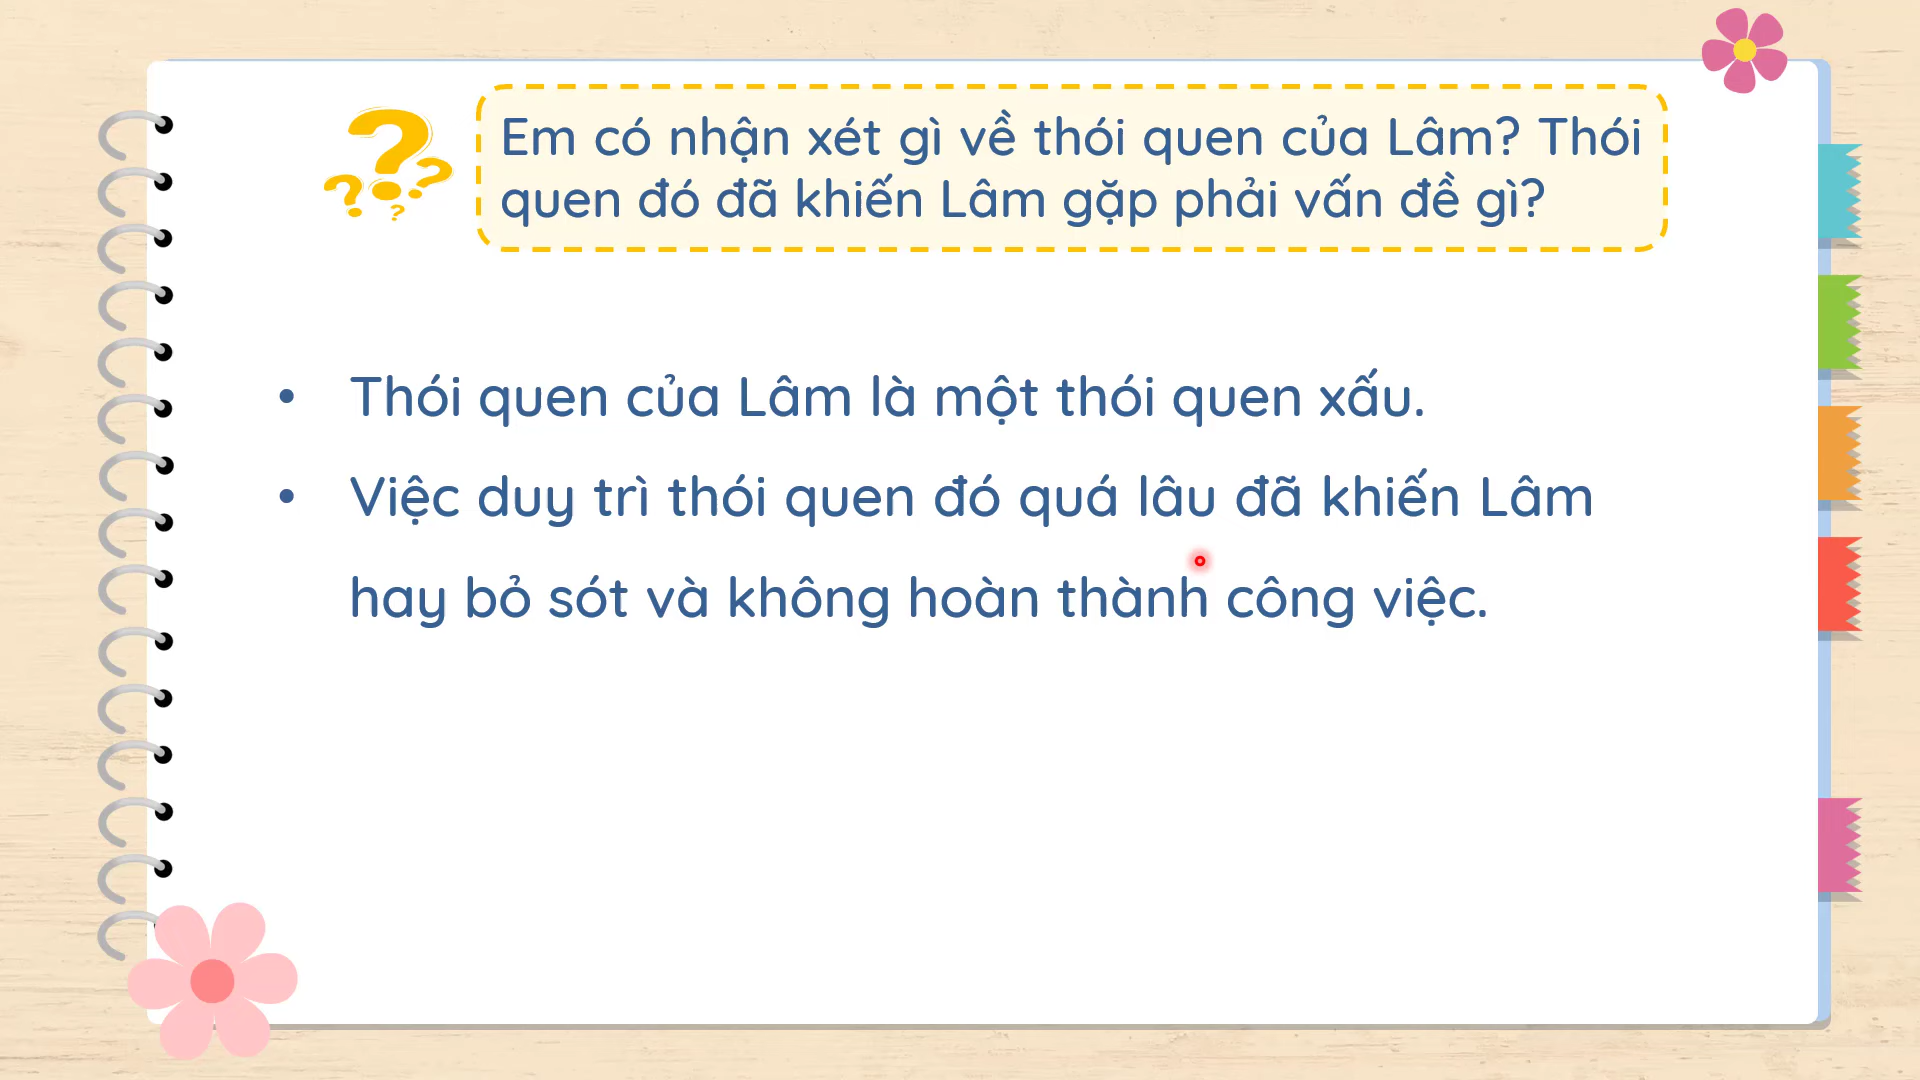 Em có nhận xét gì về thói quen của Lâm? Thói
quen đó đã khiến Lâm gặp phải vấn đề gì?
• Thói quen của Lâm là một thói quen xấu.
• Việc duy trì thói quen đó quá lâu đã khiến Lâm
hay bỏ sót và không hoàn thành công việc.